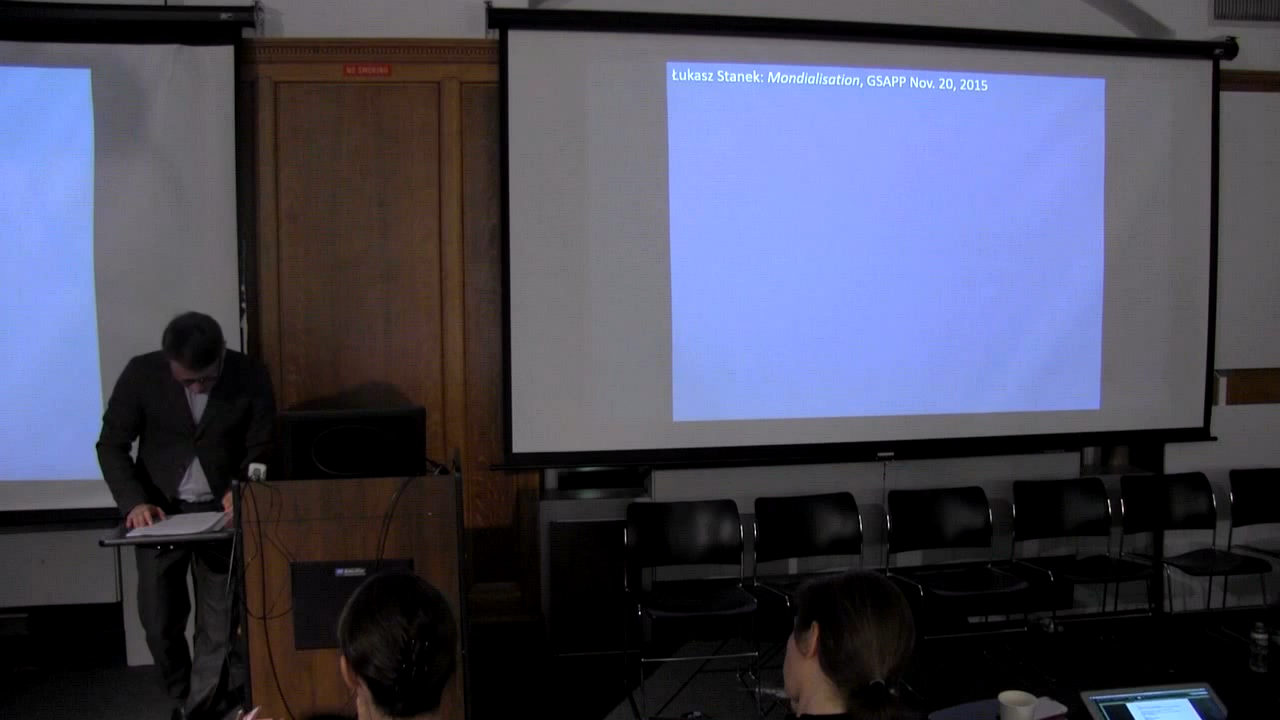 NO SMOKING
Łukasz Stanek: Mondialisation, GSAPP Nov. 20, 2015